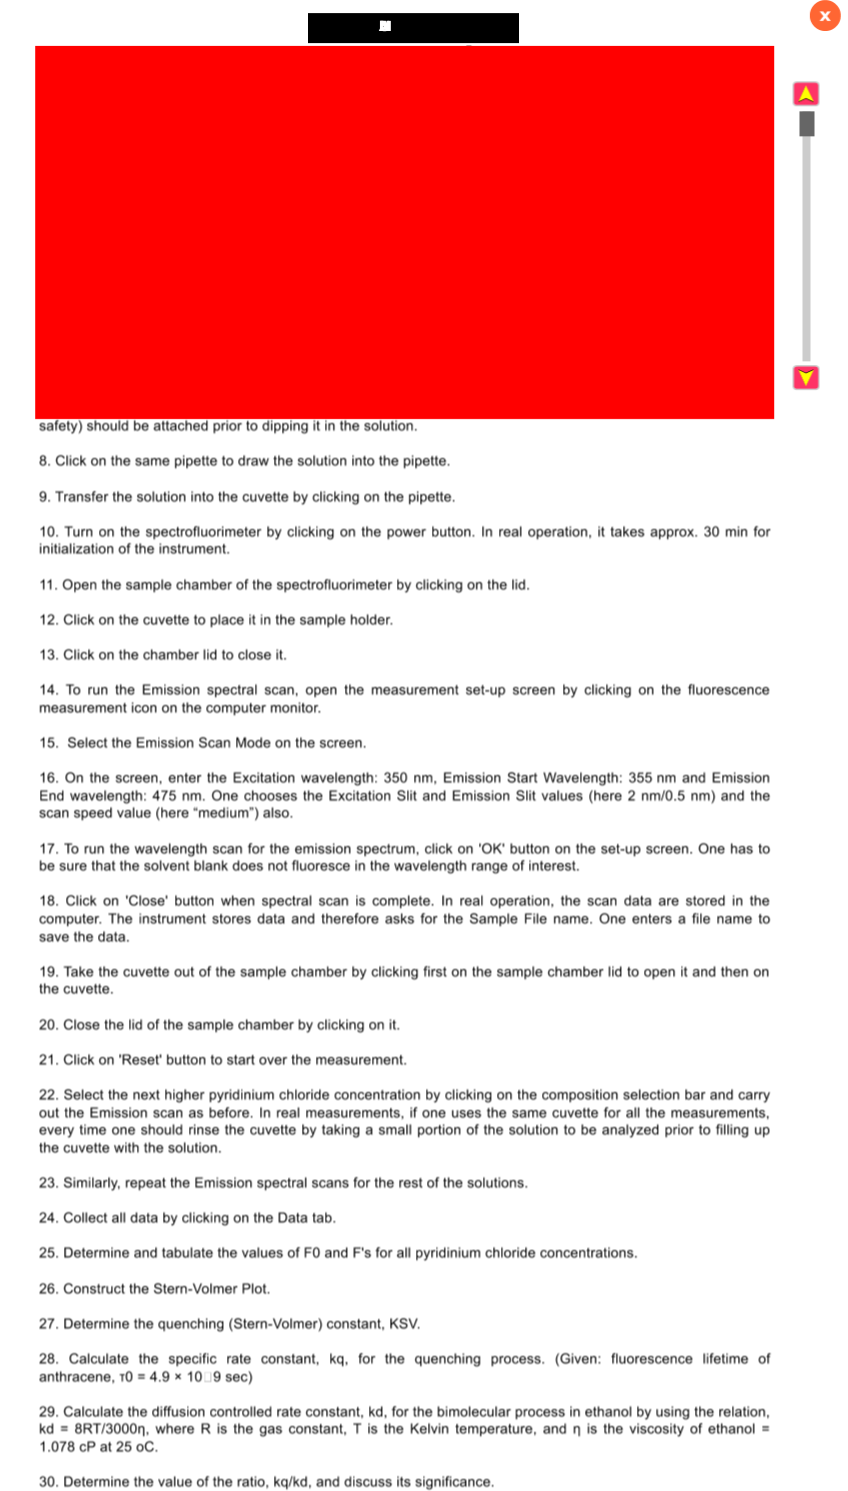 x
safety) should be attached prior to dipping it in the solution.
8. Click on the same pipette to draw the solution into the pipette.
9. Transfer the solution into the cuvette by clicking on the pipette.
10. Turn on the spectrofluorimeter by clicking on the power button. In real operation, it takes approx. 30 min for
initialization of the instrument.
11. Open the sample chamber of the spectrofluorimeter by clicking on the lid.
12. Click on the cuvette to place it in the sample holder.
13. Click on the chamber lid to close it.
14. To run the Emission spectral scan, open the measurement set-up screen by clicking on the fluorescence
measurement icon on the computer monitor.
15. Select the Emission Scan Mode on the screen.
16. On the screen, enter the Excitation wavelength: 350 nm, Emission Start Wavelength: 355 nm and Emission
End wavelength: 475 nm. One chooses the Excitation Slit and Emission Slit values (here 2 nm/0.5 nm) and the
scan speed value (here “medium”) also.
17. To run the wavelength scan for the emission spectrum, click on 'OK' button on the set-up screen. One has to
be sure that the solvent blank does not fluoresce in the wavelength range of interest.
18. Click on 'Close' button when spectral scan is complete. In real operation, the scan data are stored in the
computer. The instrument stores data and therefore asks for the Sample File name. One enters a file name to
save the data.
19. Take the cuvette out of the sample chamber by clicking first on the sample chamber lid to open it and then on
the cuvette.
20. Close the lid of the sample chamber by clicking on it.
21. Click on 'Reset' button to start over the measurement.
22. Select the next higher pyridinium chloride concentration by clicking on the composition selection bar and carry
out the Emission scan as before. In real measurements, if one uses the same cuvette for all the measurements,
every time one should rinse the cuvette by taking a small portion of the solution to be analyzed prior to filling up
the cuvette with the solution.
23. Similarly, repeat the Emission spectral scans for the rest of the solutions.
24. Collect all data by clicking on the Data tab.
25. Determine and tabulate the values of F0 and F's for all pyridinium chloride concentrations.
26. Construct the Stern-Volmer Plot.
27. Determine the quenching (Stern-Volmer) constant, KSV.
28. Calculate the specific rate constant, kq, for the quenching process. (Given: fluorescence lifetime of
anthracene, τ0 = 4.9 × 10□9 sec)
29. Calculate the diffusion controlled rate constant, kd, for the bimolecular process in ethanol by using the relation,
kd = 8RT/3000η, where R is the gas constant, T is the Kelvin temperature, and η is the viscosity of ethanol =
1.078 cP at 25 oC.
30. Determine the value of the ratio, kq/kd, and discuss its significance.